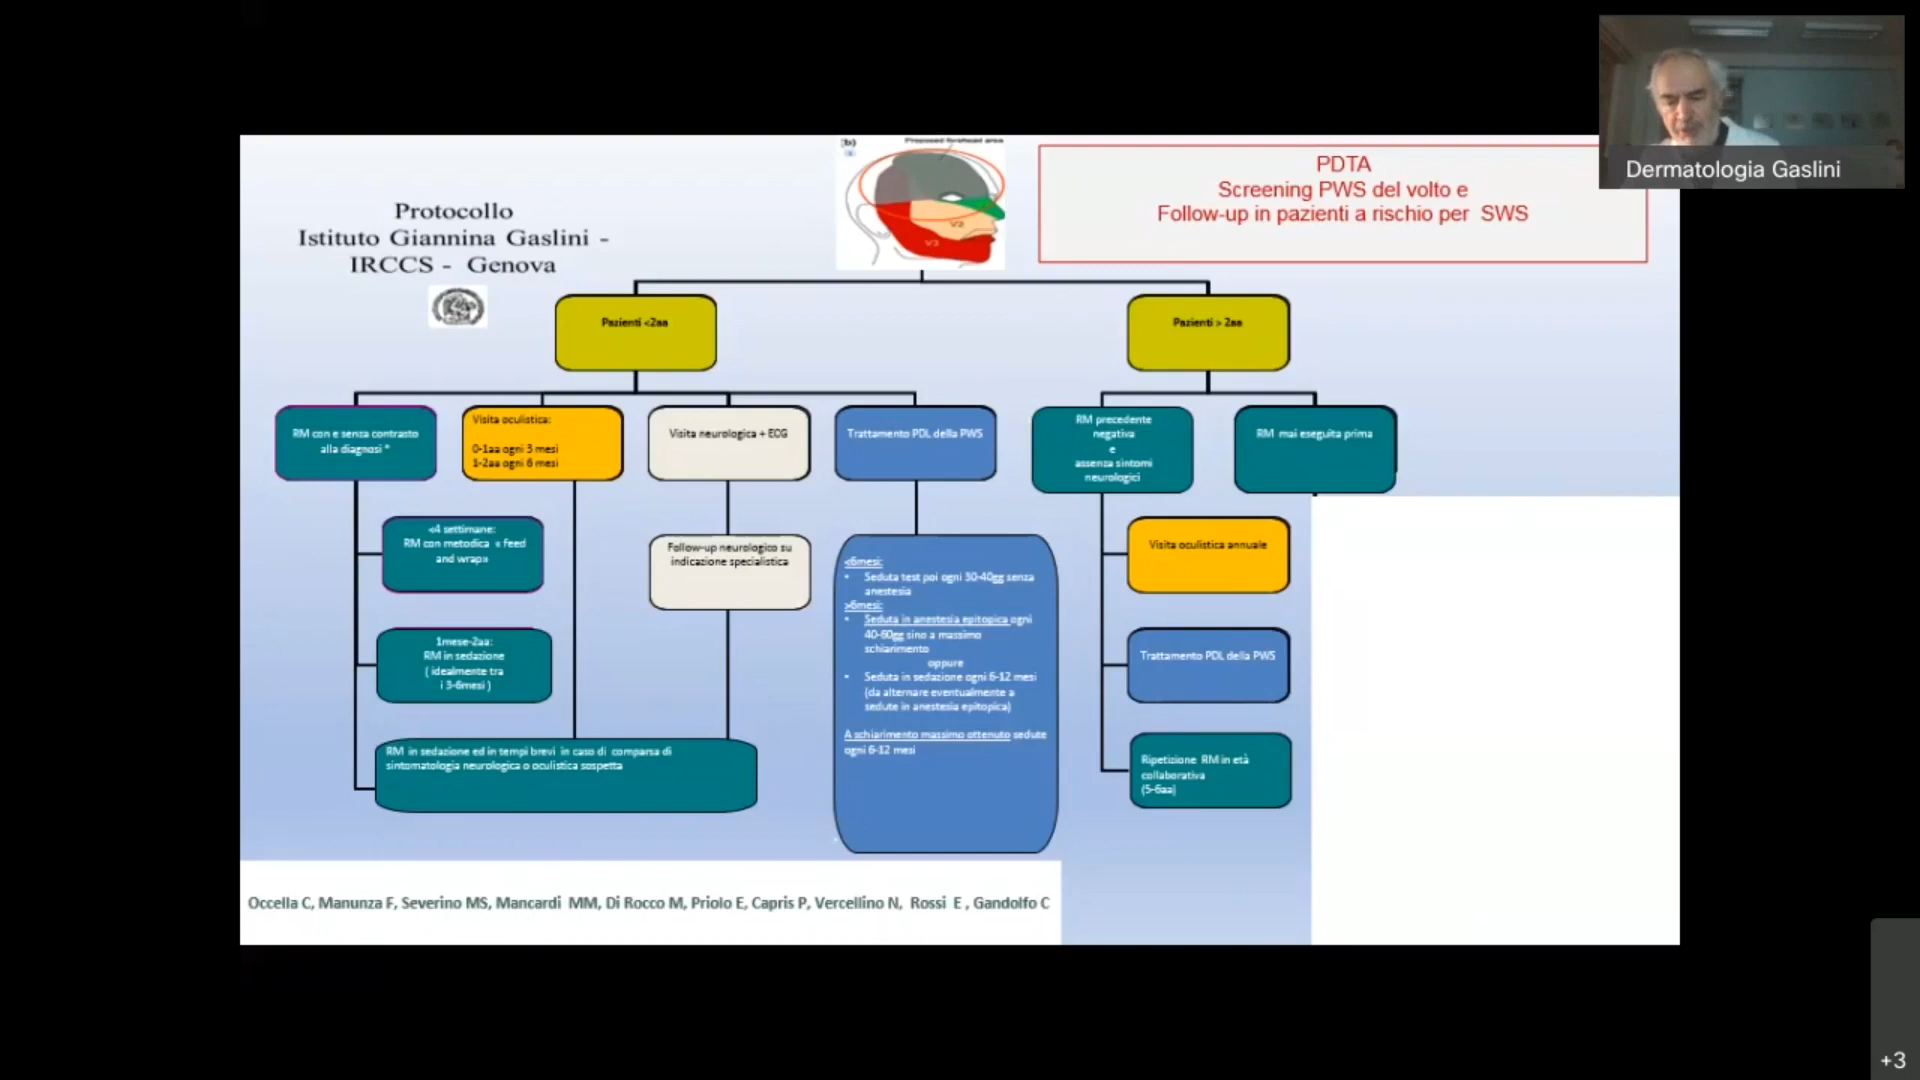 Dermatologia Gaslini
Protocollo
Istituto Giannina Gaslini -
IRCCS - Genova
(b)
Proposed forehead area
V2
V3
PDTA
Screening PWS del volto e
Follow-up in pazienti a rischio per SWS
Pazienti <2aa
Pazienti > 2aa
RM con e senza contrasto
alla diagnosi *
Visita oculistica:
0-1aa ogni 3 mesi
1-2aa ogni 6 mesi
Visita neurologica + ECG
Trattamento PDL della PWS
RM precedente
negativa
e
assenza sintomi
neurologici
RM mai eseguita prima
<4 settimane:
RM con metodica « feed
and wrap»
1mese-2aa:
RM in sedazione
( idealmente tra
i 3-6mesi )
RM in sedazione ed in tempi brevi in caso di comparsa di
sintomatologia neurologica o oculistica sospetta
Follow-up neurologico su
indicazione specialistica
<6mesi:
• Seduta test poi ogni 30-40gg senza
anestesia
>6mesi:
• Seduta in anestesia epitopica ogni
40-60gg sino a massimo
schiarimento
oppure
• Seduta in sedazione ogni 6-12 mesi
(da alternare eventualmente a
sedute in anestesia epitopica)
A schiarimento massimo ottenuto sedute
ogni 6-12 mesi
Visita oculistica annuale
Trattamento PDL della PWS
Ripetizione RM in età
collaborativa
(5-6aa)
Occella C, Manunza F, Severino MS, Mancardi MM, Di Rocco M, Priolo E, Capris P, Vercellino N, Rossi E , Gandolfo C
+3